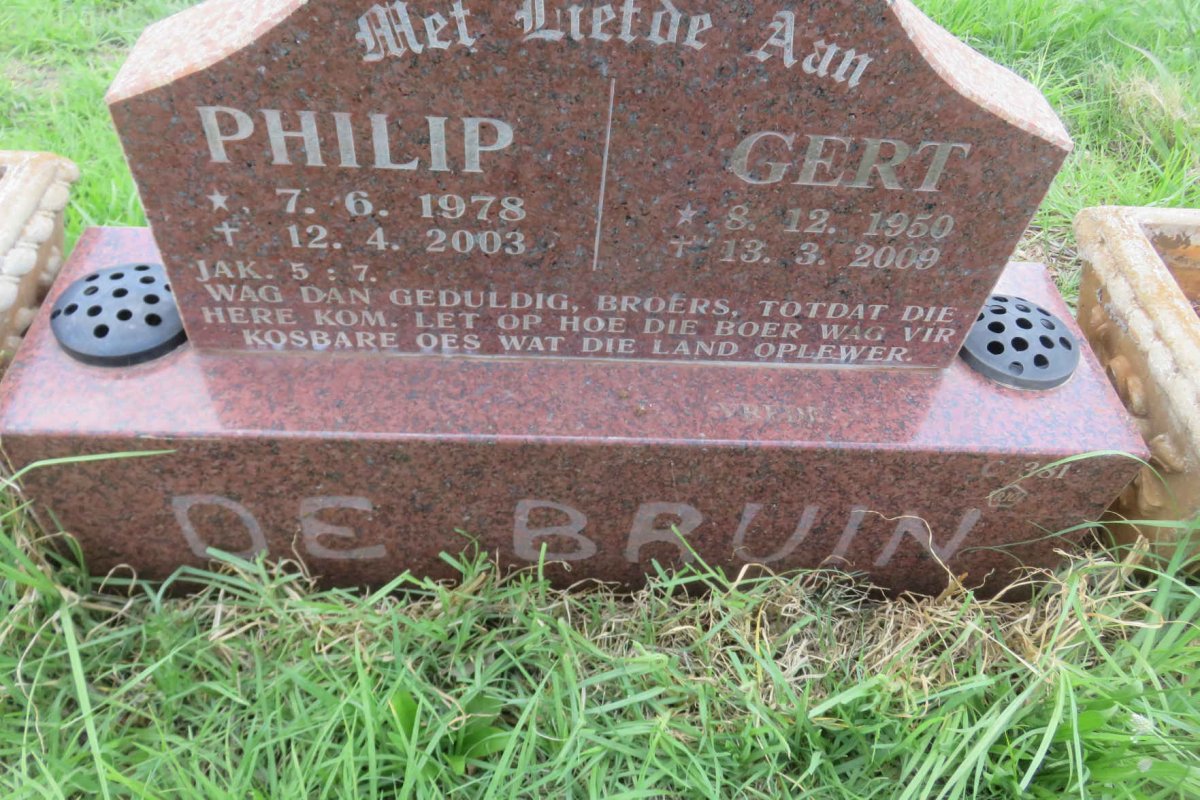 Met Liefde Aan
PHILIP
★ 7. 6. 1978
✝ 12. 4. 2003
GERT
★ 8. 12. 1950
✝ 13. 3. 2009
JAK. 5 : 7.
WAG DAN GEDULDIG, BROËRS, TOTDAT DIE
HERE KOM. LET OP HOE DIE BOER WAG VIR
KOSBARE OES WAT DIE LAND OPLEWER.
VREDE
DE BRUIN